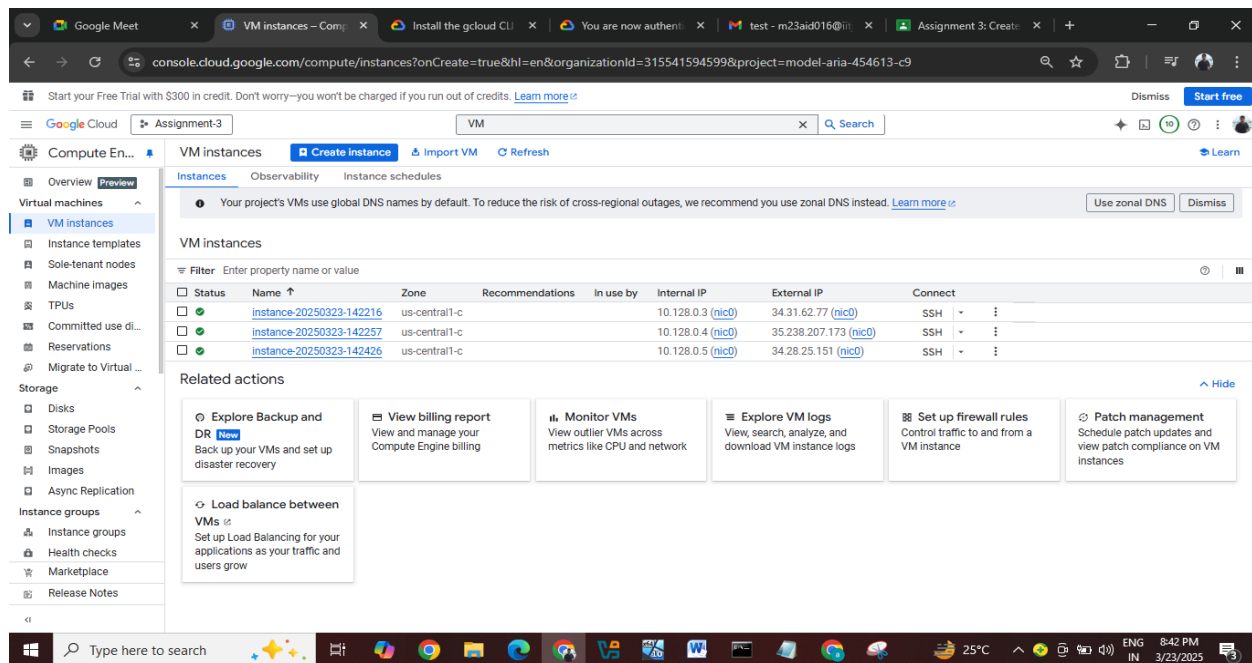 Google Meet
VM instances – Comp
Install the gcloud CLI
You are now authenti
test - m23aid016@iit
Assignment 3: Create
console.cloud.google.com/compute/instances?onCreate=true&hl=en&organizationId=315541594599&project=model-aria-454613-c9
Start your Free Trial with $300 in credit. Don't worry—you won't be charged if you run out of credits. Learn more
Dismiss
Start free
Google Cloud
Assignment-3
VM
Search
10
Compute En...
VM instances
Create instance
Import VM
Refresh
Learn
Overview Preview
Virtual machines
VM instances
Instance templates
Sole-tenant nodes
Machine images
TPUs
Committed use di...
Reservations
Migrate to Virtual ...
Storage
Disks
Storage Pools
Snapshots
Images
Async Replication
Instance groups
Instance groups
Health checks
Marketplace
Release Notes
Instances Observability Instance schedules
Your project's VMs use global DNS names by default. To reduce the risk of cross-regional outages, we recommend you use zonal DNS instead. Learn more
Use zonal DNS
Dismiss
VM instances
Filter Enter property name or value
Status Name Zone Recommendations In use by Internal IP External IP Connect
instance-20250323-142216 us-central1-c 10.128.0.3 (nic0) 34.31.62.77 (nic0) SSH
instance-20250323-142257 us-central1-c 10.128.0.4 (nic0) 35.238.207.173 (nic0) SSH
instance-20250323-142426 us-central1-c 10.128.0.5 (nic0) 34.28.25.151 (nic0) SSH
Related actions
Hide
Explore Backup and
DR New
Back up your VMs and set up
disaster recovery
View billing report
View and manage your
Compute Engine billing
Monitor VMs
View outlier VMs across
metrics like CPU and network
Explore VM logs
View, search, analyze, and
download VM instance logs
Set up firewall rules
Control traffic to and from a
VM instance
Patch management
Schedule patch updates and
view patch compliance on VM
instances
Load balance between
VMs
Set up Load Balancing for your
applications as your traffic and
users grow
Type here to search
25°C
ENG
IN
8:42 PM
3/23/2025
3